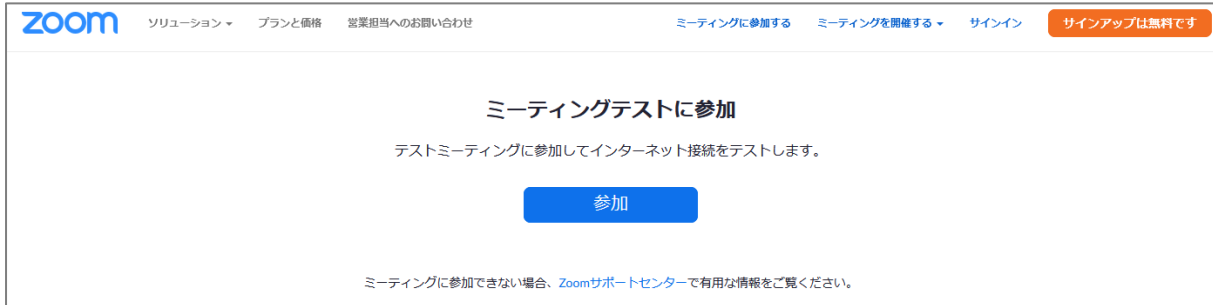 zoom ソリューション プランと価格 営業担当へのお問い合わせ ミーティングに参加する ミーティングを開催する サインイン サインアップは無料です
ミーティングテストに参加
テストミーティングに参加してインターネット接続をテストします。
参加
ミーティングに参加できない場合、Zoomサポートセンターで有用な情報をご覧ください。